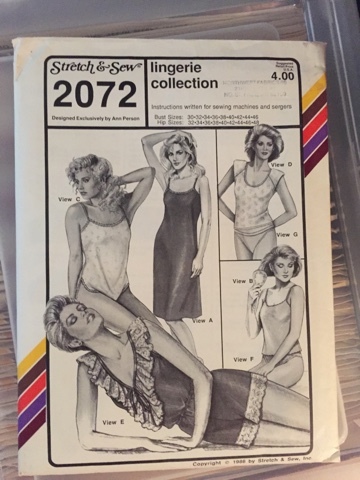 Stretch & Sew®
2072
Designed Exclusively by Ann Person
lingerie
collection
4.00
instructions written for sewing machines and sergers
Bust Sizes: 30-32-34-36-38-40-42-44-46
Hip Sizes: 32-34-36-38-40-42-44-46-48
View D
View C
View G
View B
View A
View F
View E
Copyright © 1986 by Stretch & Sew, Inc.